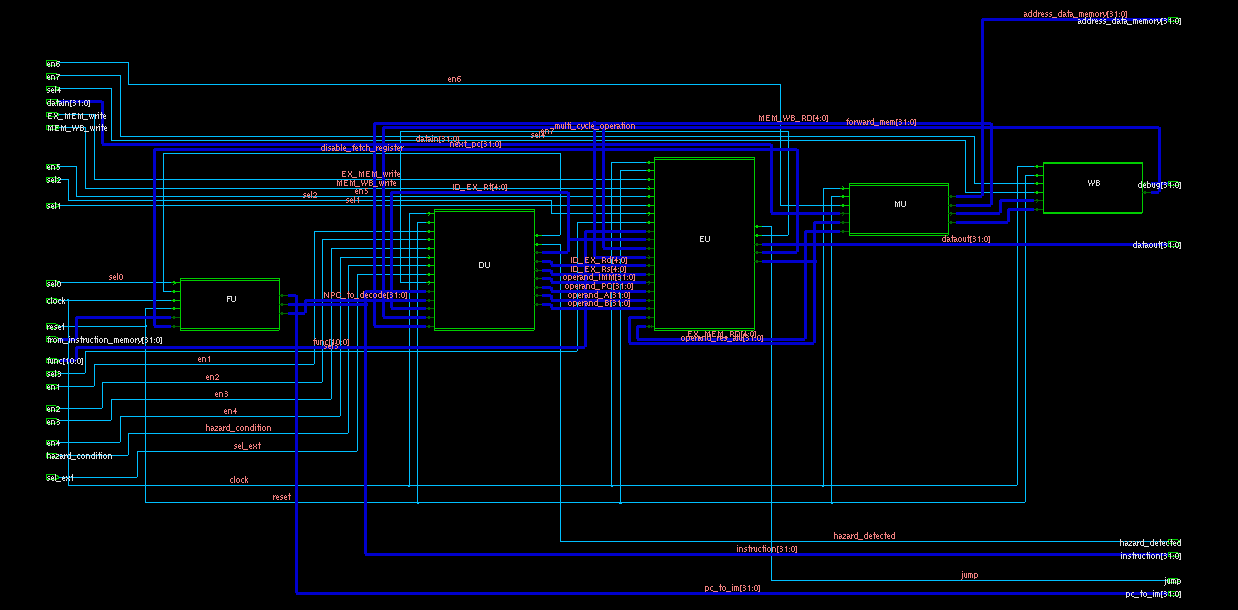 address_data_memory[31:0]
address_data_memory[31:0]
en6
en7
en6
sel4
datain[31:0]
EX_MEM_write
MEM_WB_write
MEM_WB_RD[4:0]
forward_mem[31:0]
multi_cycle_operation
en7
sel4
datain[31:0]
next_pc[31:0]
disable_fetch_register
en5
sel2
EX_MEM_write
MEM_WB_write
ID_EX_Rt[4:0]
en5
sel2
sel1
sel1
WB
debug[31:0]
MU
EU
dataout[31:0]
dataout[31:0]
DU
ID_EX_Rd[4:0]
ID_EX_Rs[4:0]
operand_IMM[31:0]
operand_PC[31:0]
operand_A[31:0]
operand_B[31:0]
sel0
sel0
clock
FU
NPC_to_decode[31:0]
reset
from_instruction_memory[31:0]
EX_MEM_RD[4:0]
operand_res_alu[31:0]
func[10:0]
sel3
func[10:0]
sel3
en1
en1
en2
en2
en3
en3
en4
en4
hazard_condition
hazard_condition
sel_ext
sel_ext
clock
reset
hazard_detected
hazard_detected
instruction[31:0]
instruction[31:0]
jump
jump
pc_to_im[31:0]
pc_to_im[31:0]